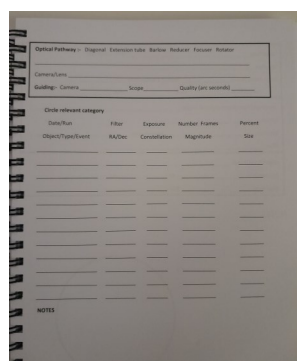 Optical Pathway :- Diagonal Extension tube Barlow Reducer Focuser Rotator
Camera/Lens
Guiding:- Camera Scope Quality (arc seconds)
Circle relevant category
Date/Run Filter Exposure Number Frames Percent
Object/Type/Event RA/Dec Constellation Magnitude Size
NOTES